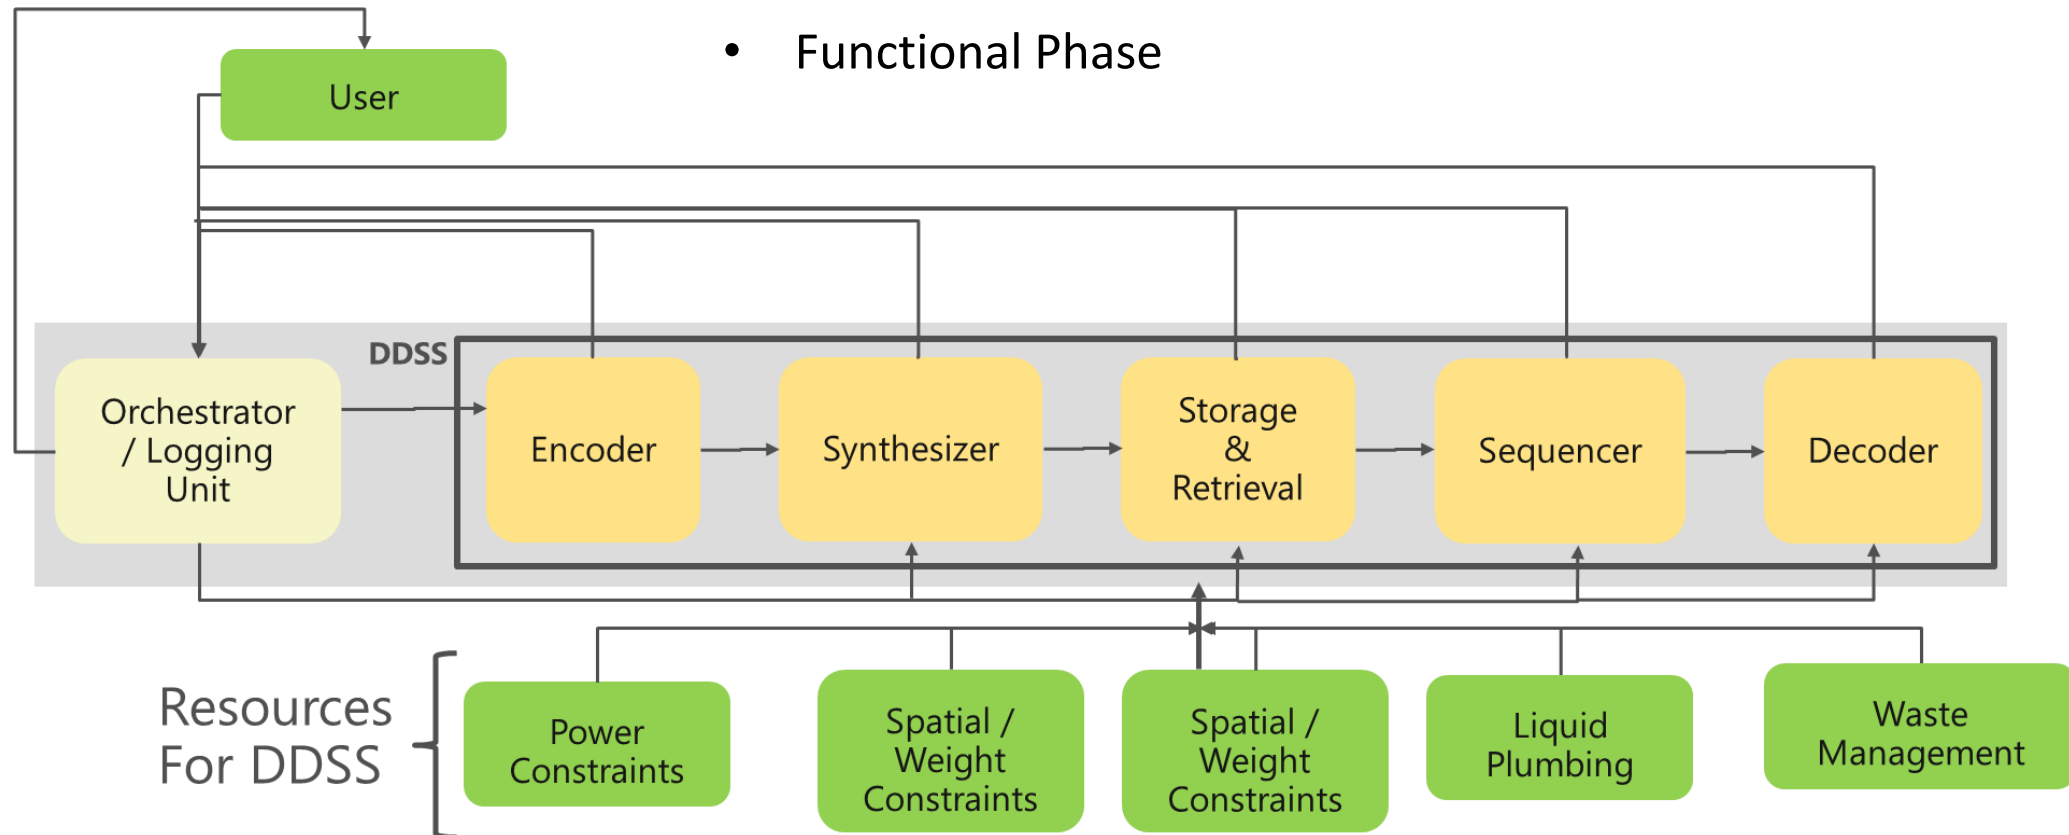 • Functional Phase
User
DDSS
Orchestrator
/ Logging
Unit
Encoder
Synthesizer
Storage
&
Retrieval
Sequencer
Decoder
Resources
For DDSS
Power
Constraints
Spatial /
Weight
Constraints
Spatial /
Weight
Constraints
Liquid
Plumbing
Waste
Management